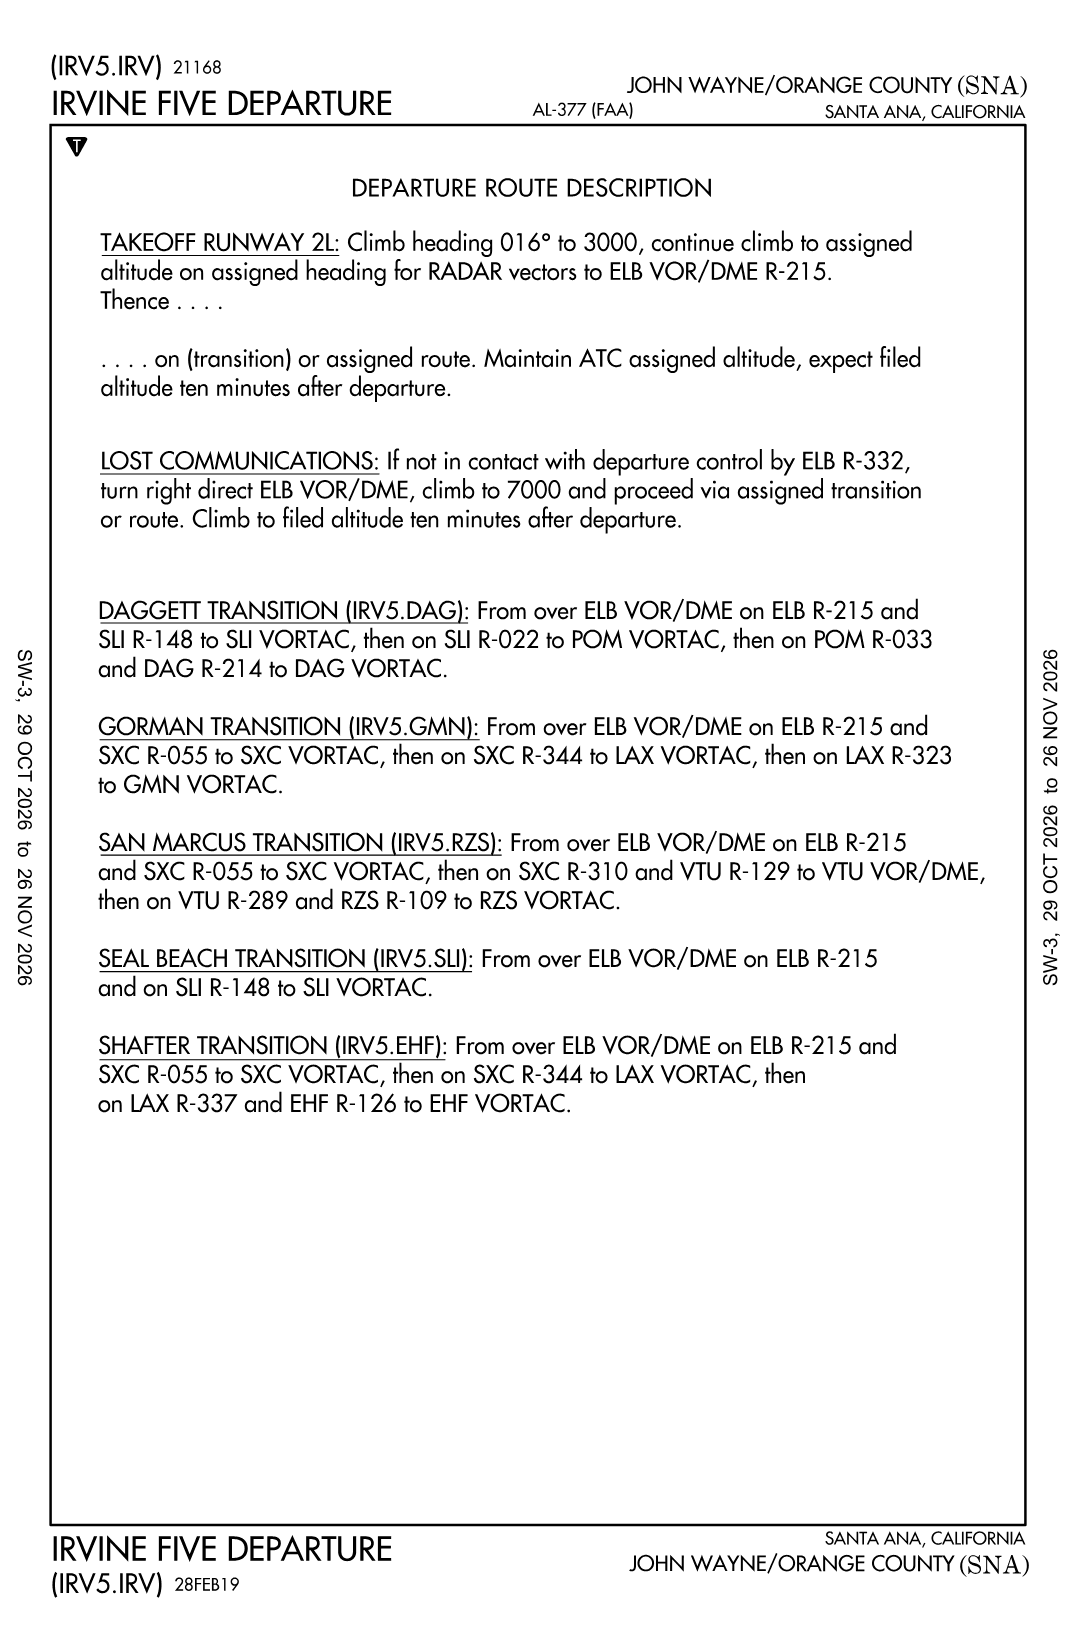 (IRV5.IRV) 21168
IRVINE FIVE DEPARTURE
AL-377 (FAA)
JOHN WAYNE/ORANGE COUNTY (SNA)
SANTA ANA, CALIFORNIA
T
DEPARTURE ROUTE DESCRIPTION
TAKEOFF RUNWAY 2L: Climb heading 016° to 3000, continue climb to assigned
altitude on assigned heading for RADAR vectors to ELB VOR/DME R-215.
Thence . . . .
. . . . on (transition) or assigned route. Maintain ATC assigned altitude, expect filed
altitude ten minutes after departure.
LOST COMMUNICATIONS: If not in contact with departure control by ELB R-332,
turn right direct ELB VOR/DME, climb to 7000 and proceed via assigned transition
or route. Climb to filed altitude ten minutes after departure.
DAGGETT TRANSITION (IRV5.DAG): From over ELB VOR/DME on ELB R-215 and
SLI R-148 to SLI VORTAC, then on SLI R-022 to POM VORTAC, then on POM R-033
and DAG R-214 to DAG VORTAC.
GORMAN TRANSITION (IRV5.GMN): From over ELB VOR/DME on ELB R-215 and
SXC R-055 to SXC VORTAC, then on SXC R-344 to LAX VORTAC, then on LAX R-323
to GMN VORTAC.
SAN MARCUS TRANSITION (IRV5.RZS): From over ELB VOR/DME on ELB R-215
and SXC R-055 to SXC VORTAC, then on SXC R-310 and VTU R-129 to VTU VOR/DME,
then on VTU R-289 and RZS R-109 to RZS VORTAC.
SEAL BEACH TRANSITION (IRV5.SLI): From over ELB VOR/DME on ELB R-215
and on SLI R-148 to SLI VORTAC.
SHAFTER TRANSITION (IRV5.EHF): From over ELB VOR/DME on ELB R-215 and
SXC R-055 to SXC VORTAC, then on SXC R-344 to LAX VORTAC, then
on LAX R-337 and EHF R-126 to EHF VORTAC.
SW-3, 29 OCT 2026 to 26 NOV 2026
SW-3, 29 OCT 2026 to 26 NOV 2026
IRVINE FIVE DEPARTURE
(IRV5.IRV) 28FEB19
SANTA ANA, CALIFORNIA
JOHN WAYNE/ORANGE COUNTY (SNA)